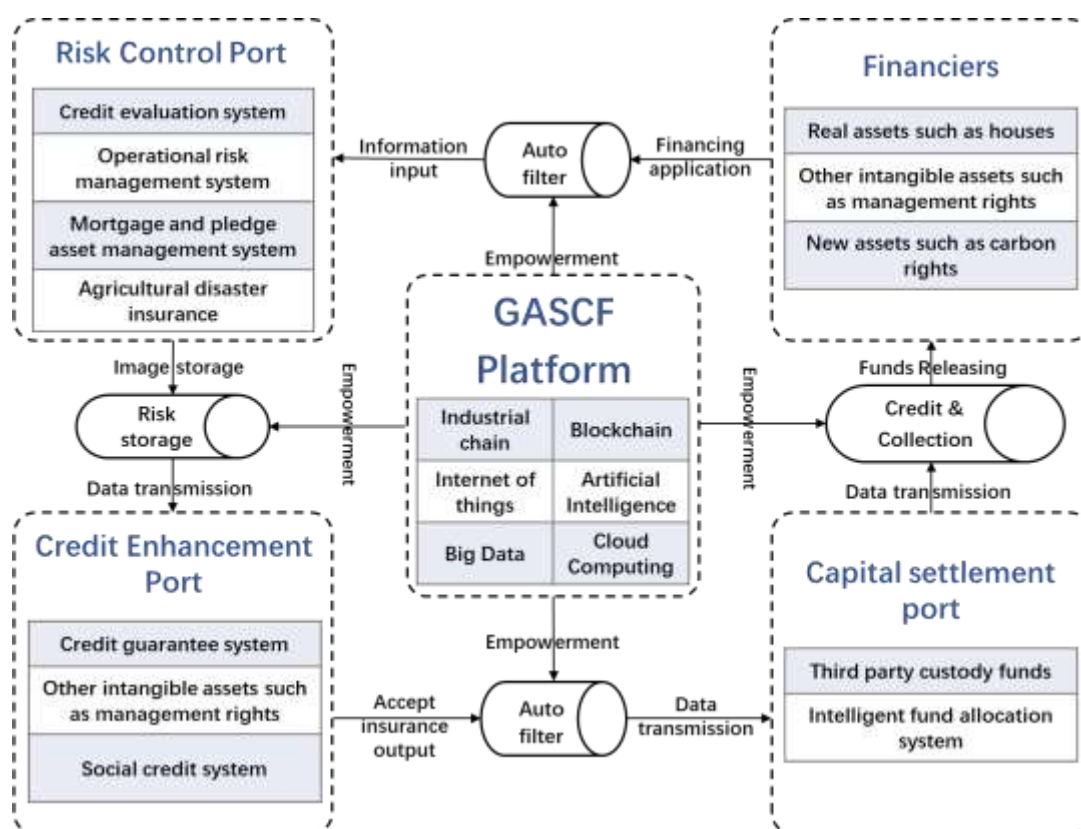 Risk Control Port
Credit evaluation system
Operational risk
management system
Mortgage and pledge
asset management system
Agricultural disaster
insurance
Information
input
Auto
filter
Financing
application
Financiers
Real assets such as houses
Other intangible assets such
as management rights
New assets such as carbon
rights
Empowerment
GASCF
Platform
Industrial
chain
Blockchain
Internet of
things
Artificial
Intelligence
Big Data
Cloud
Computing
Image storage
Risk
storage
Data transmission
Empowerment
Empowerment
Funds Releasing
Credit &
Collection
Data transmission
Credit Enhancement
Port
Credit guarantee system
Other intangible assets such
as management rights
Social credit system
Accept
insurance
output
Empowerment
Auto
filter
Data
transmission
Capital settlement
port
Third party custody funds
Intelligent fund allocation
system